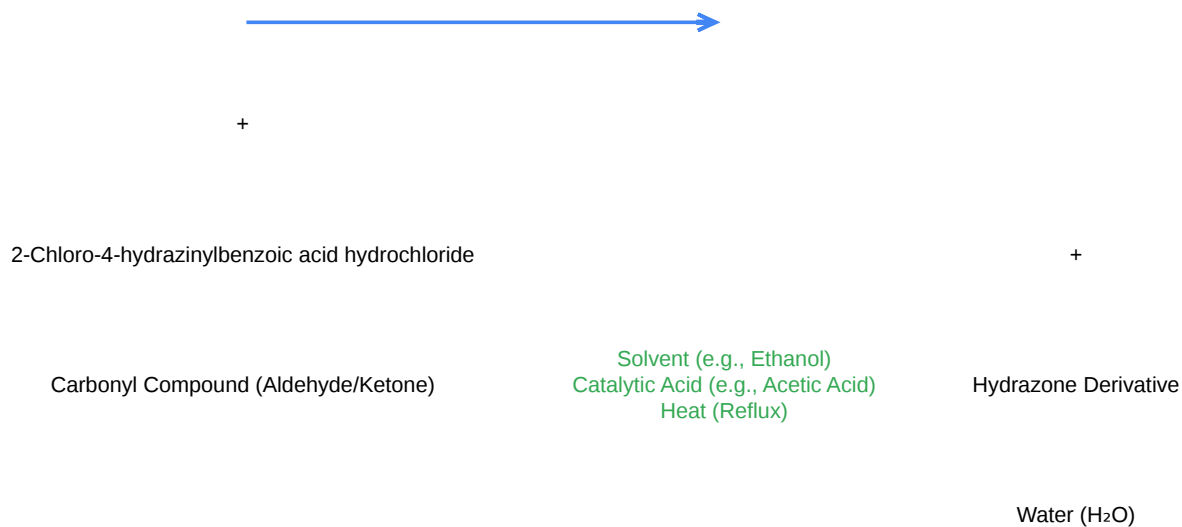 +
2-Chloro-4-hydrazinylbenzoic acid hydrochloride
+
Carbonyl Compound (Aldehyde/Ketone)
Solvent (e.g., Ethanol)
Catalytic Acid (e.g., Acetic Acid)
Heat (Reflux)
Hydrazone Derivative
Water (H₂O)